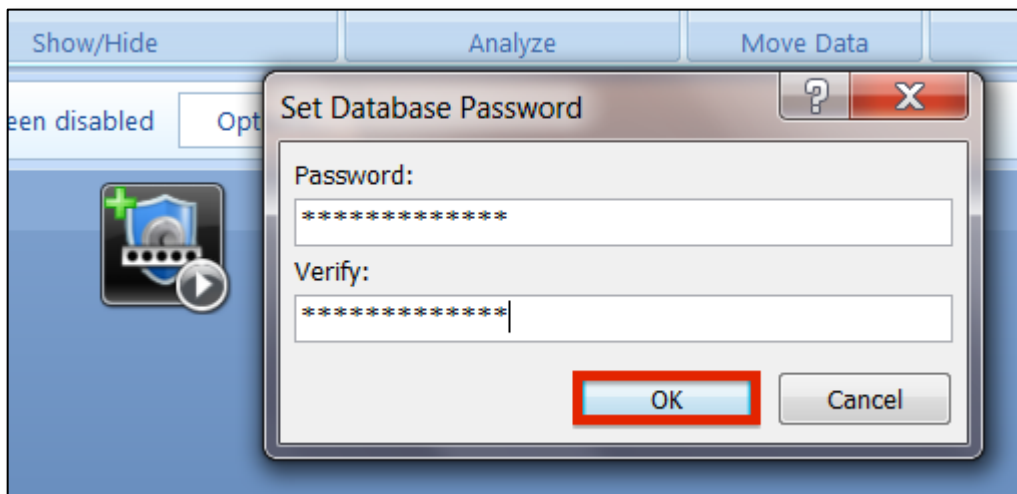 Show/Hide
Analyze
Move Data
een disabled
Opt
Set Database Password
Password:
*************
Verify:
*************
OK
Cancel